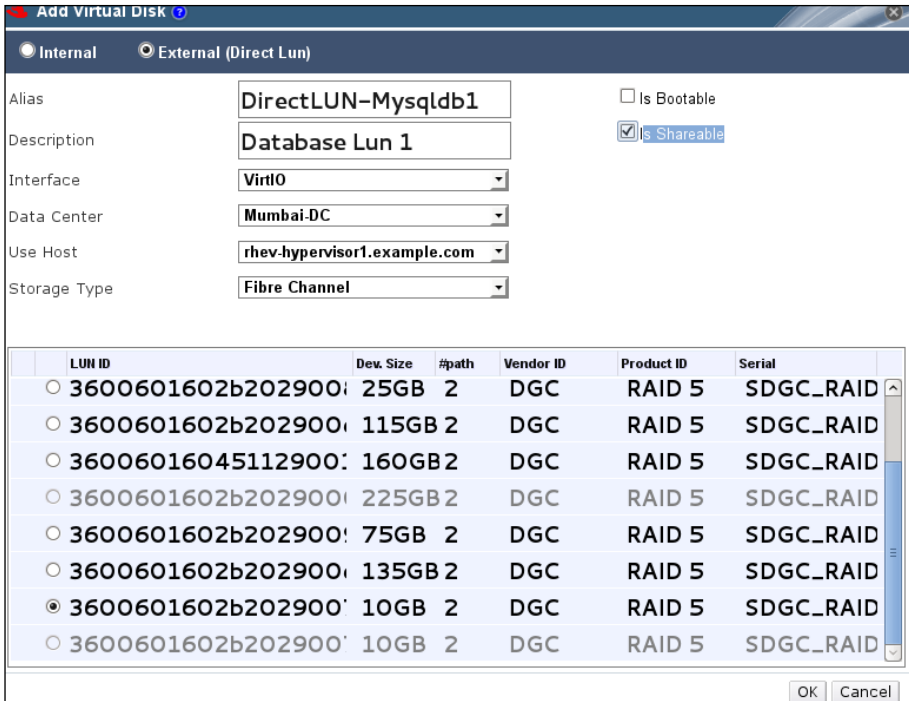 Add Virtual Disk ?
Internal External (Direct Lun)
Alias DirectLUN-Mysqldb1 Is Bootable
Description Database Lun 1 Is Shareable
Interface VirtIO
Data Center Mumbai-DC
Use Host rhev-hypervisor1.example.com
Storage Type Fibre Channel
LUN ID Dev. Size #path Vendor ID Product ID Serial
3600601602b202900 25GB 2 DGC RAID 5 SDGC_RAID
3600601602b202900 115GB 2 DGC RAID 5 SDGC_RAID
360060160451129001 160GB 2 DGC RAID 5 SDGC_RAID
3600601602b202900 225GB 2 DGC RAID 5 SDGC_RAID
3600601602b202900 75GB 2 DGC RAID 5 SDGC_RAID
3600601602b202900 135GB 2 DGC RAID 5 SDGC_RAID
3600601602b202900 10GB 2 DGC RAID 5 SDGC_RAID
3600601602b202900 10GB 2 DGC RAID 5 SDGC_RAID
OK Cancel